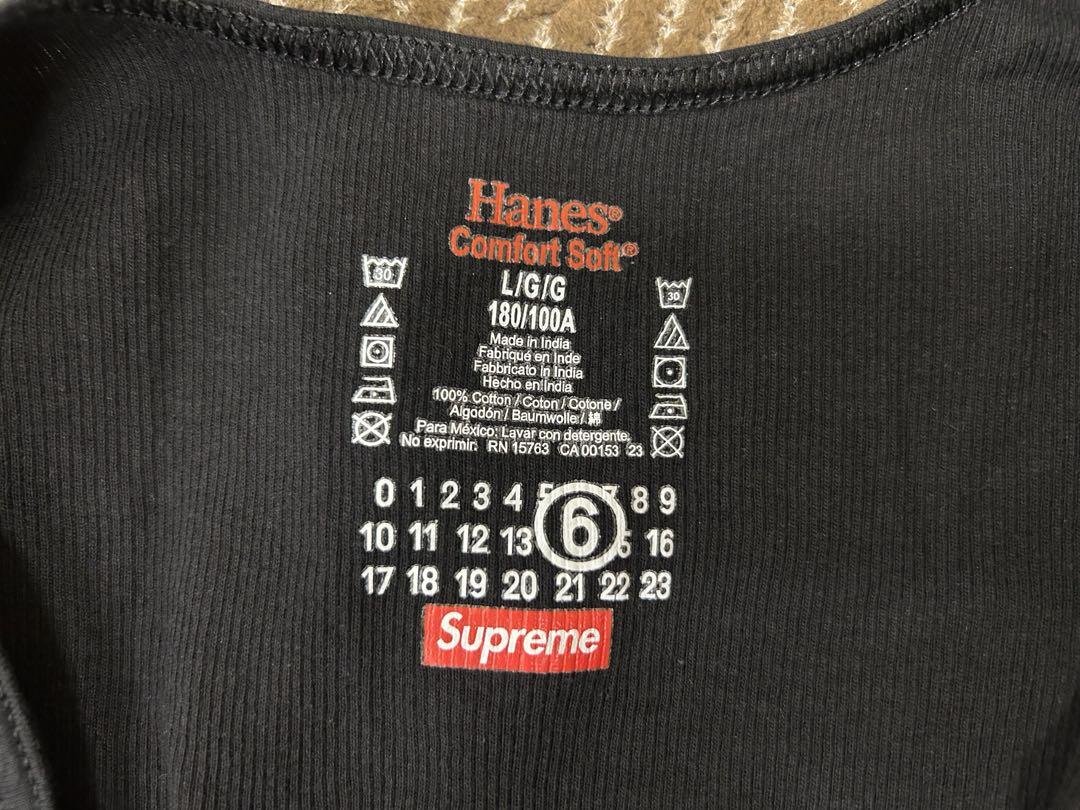 Hanes®
Comfort Soft®
30
30
L/G/G
180/100A
Made in India
Fabriqué en Inde
Fabbricato in India
Hecho en India
100% Cotton / Coton / Cotone /
Algodón / Baumwolle / 綿
Para México: Lavar con detergente.
No exprimir. RN 15763 CA 00153 23
0 1 2 3 4 5 7 8 9
6
10 11 12 13 16
17 18 19 20 21 22 23
Supreme